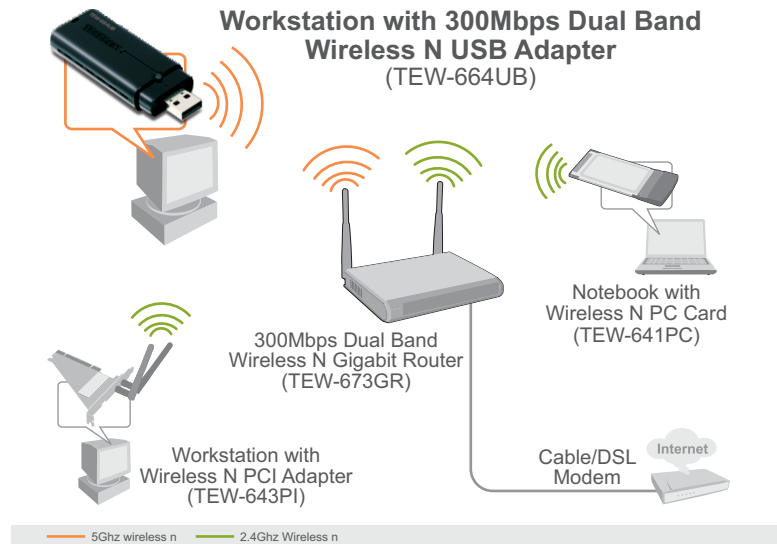 Workstation with 300Mbps Dual Band
Wireless N USB Adapter
(TEW-664UB)
300Mbps Dual Band
Wireless N Gigabit Router
(TEW-673GR)
Notebook with
Wireless N PC Card
(TEW-641PC)
Workstation with
Wireless N PCI Adapter
(TEW-643PI)
Cable/DSL
Modem
Internet
5Ghz wireless n
2.4Ghz Wireless n